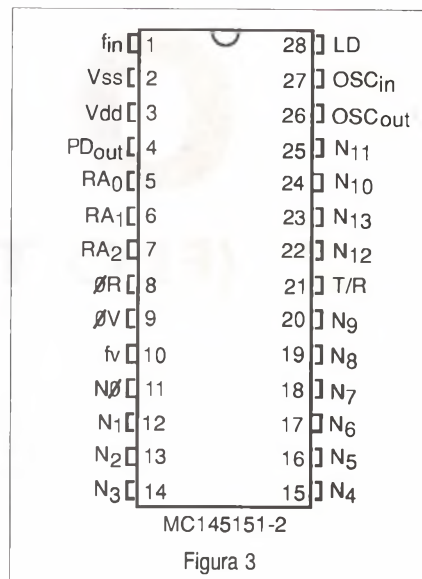 fin 1 28 LD
Vss 2 27 OSCin
Vdd 3 26 OSCout
PDout 4 25 N11
RA0 5 24 N10
RA1 6 23 N13
RA2 7 22 N12
ØR 8 21 T/R
ØV 9 20 N9
fv 10 19 N8
NØ 11 18 N7
N1 12 17 N6
N2 13 16 N5
N3 14 15 N4
MC145151-2
Figura 3